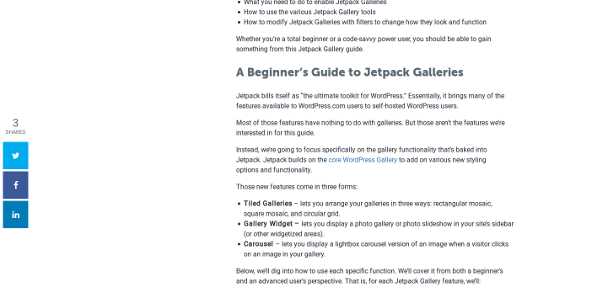 • What you need to do to enable Jetpack Galleries
• How to use the various Jetpack Gallery tools
• How to modify Jetpack Galleries with filters to change how they look and function
Whether you're a total beginner or a code-savvy power user, you should be able to gain
something from this Jetpack Gallery guide.
A Beginner's Guide to Jetpack Galleries
Jetpack bills itself as "the ultimate toolkit for WordPress." Essentially, it brings many of the
features available to WordPress.com users to self-hosted WordPress users.
Most of those features have nothing to do with galleries. But those aren't the features we're
interested in for this guide.
3
SHARES
Instead, we're going to focus specifically on the gallery functionality that's baked into
Jetpack. Jetpack builds on the core WordPress Gallery to add on various new styling
options and functionality.
Those new features come in three forms:
• Tiled Galleries – lets you arrange your galleries in three ways: rectangular mosaic,
square mosaic, and circular grid.
• Gallery Widget – lets you display a photo gallery or photo slideshow in your site's sidebar
(or other widgetized areas).
• Carousel – lets you display a lightbox carousel version of an image when a visitor clicks
on an image in your gallery.
Below, we'll dig into how to use each specific function. We'll cover it from both a beginner's
and an advanced user's perspective. That is, for each Jetpack Gallery feature, we'll: